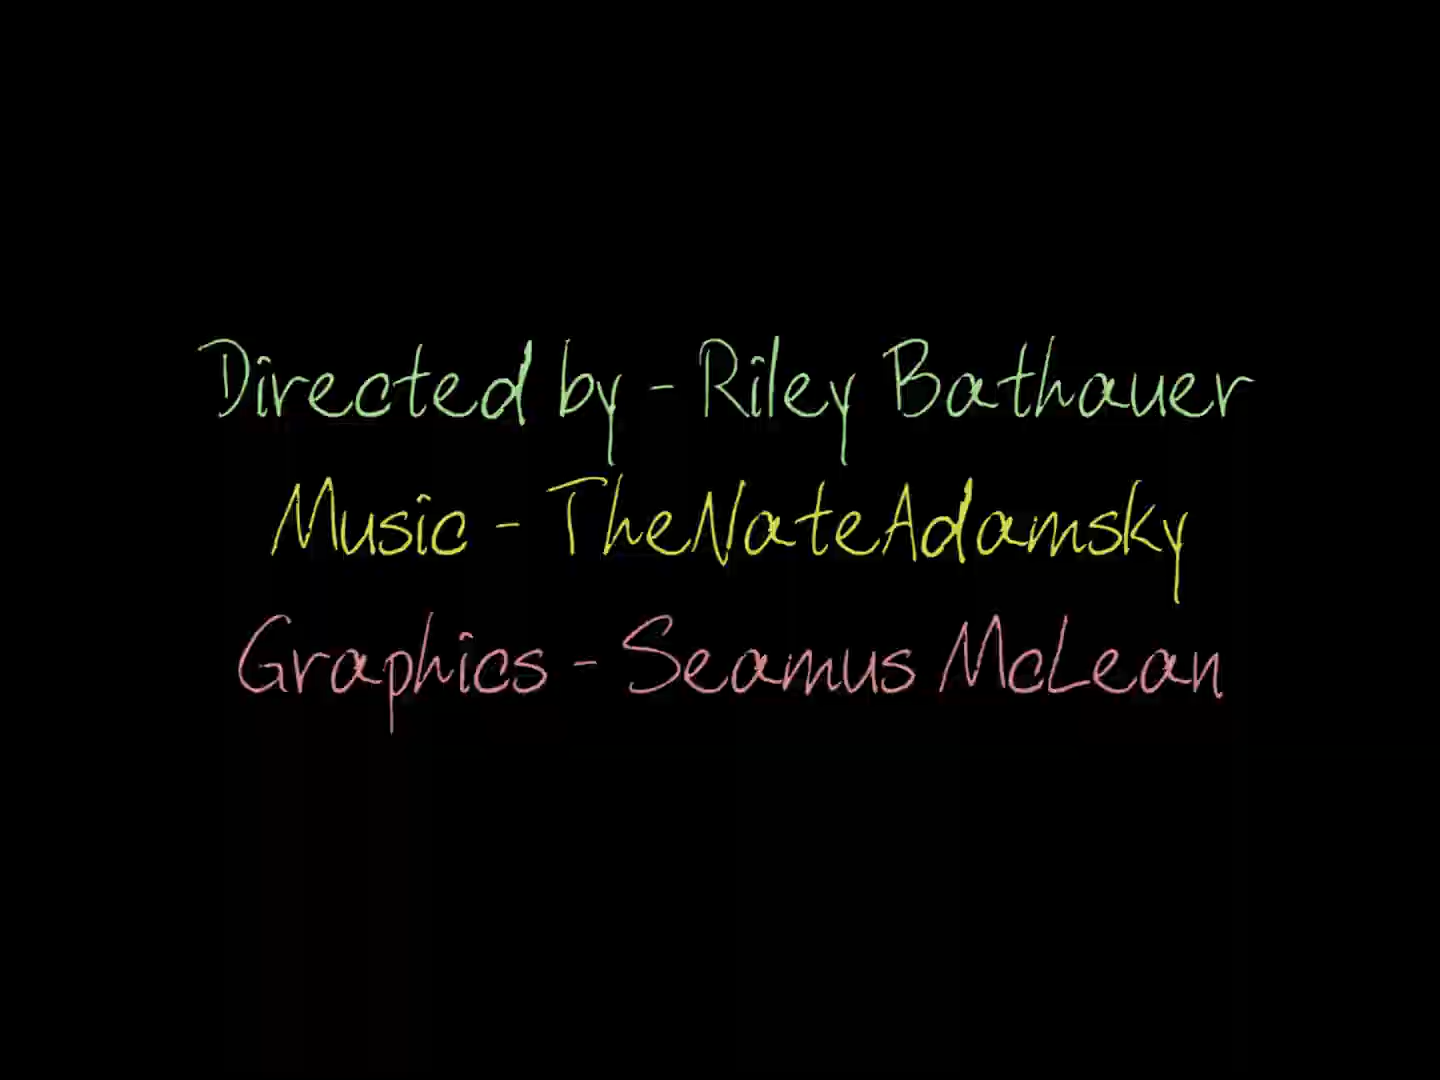 Directed by - Riley Bathauer
Music - TheNateAdamsky
Graphics - Seamus McLean